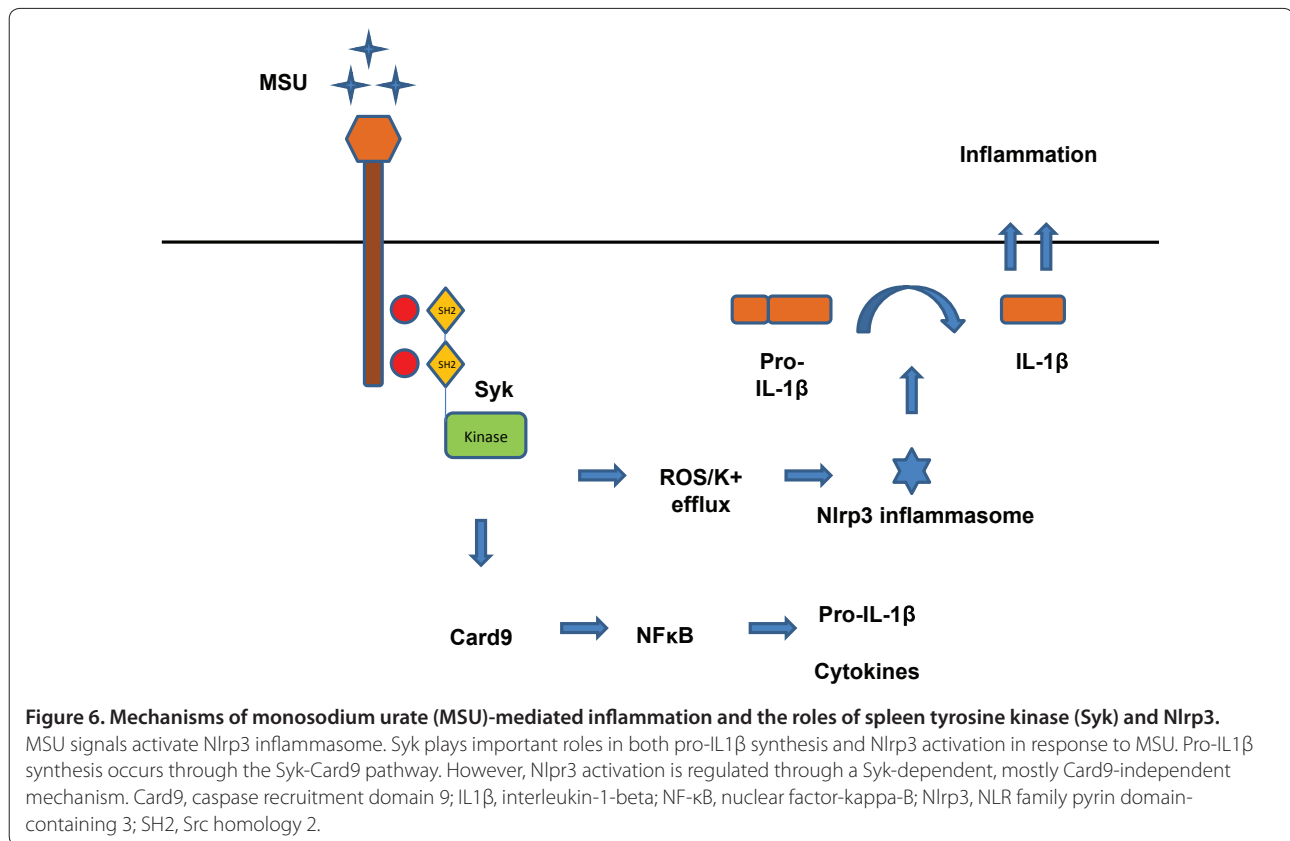 MSU
Inflammation
SH2
SH2
Syk
Kinase
Pro-
IL-1β
IL-1β
ROS/K+
efflux
Nlrp3 inflammasome
Card9
NFκB
Pro-IL-1β
Cytokines
Figure 6. Mechanisms of monosodium urate (MSU)-mediated inflammation and the roles of spleen tyrosine kinase (Syk) and Nlrp3.
MSU signals activate Nlrp3 inflammasome. Syk plays important roles in both pro-IL1β synthesis and Nlrp3 activation in response to MSU. Pro-IL1β
synthesis occurs through the Syk-Card9 pathway. However, Nlpr3 activation is regulated through a Syk-dependent, mostly Card9-independent
mechanism. Card9, caspase recruitment domain 9; IL1β, interleukin-1-beta; NF-κB, nuclear factor-kappa-B; Nlrp3, NLR family pyrin domain-
containing 3; SH2, Src homology 2.